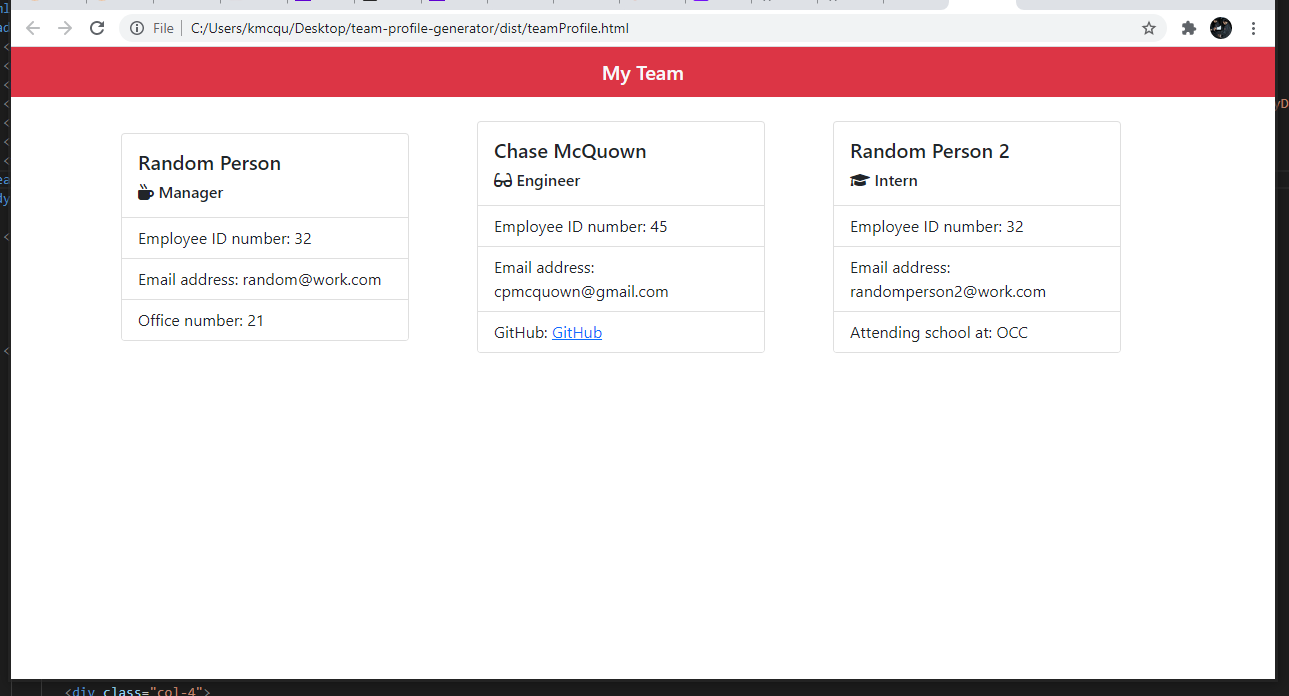 File
C:/Users/kmcqu/Desktop/team-profile-generator/dist/teamProfile.html
My Team
Random Person
Manager
Employee ID number: 32
Email address: random@work.com
Office number: 21
Chase McQuown
Engineer
Employee ID number: 45
Email address:
cpmcquown@gmail.com
GitHub: GitHub
Random Person 2
Intern
Employee ID number: 32
Email address:
randomperson2@work.com
Attending school at: OCC
<div class="col-4">